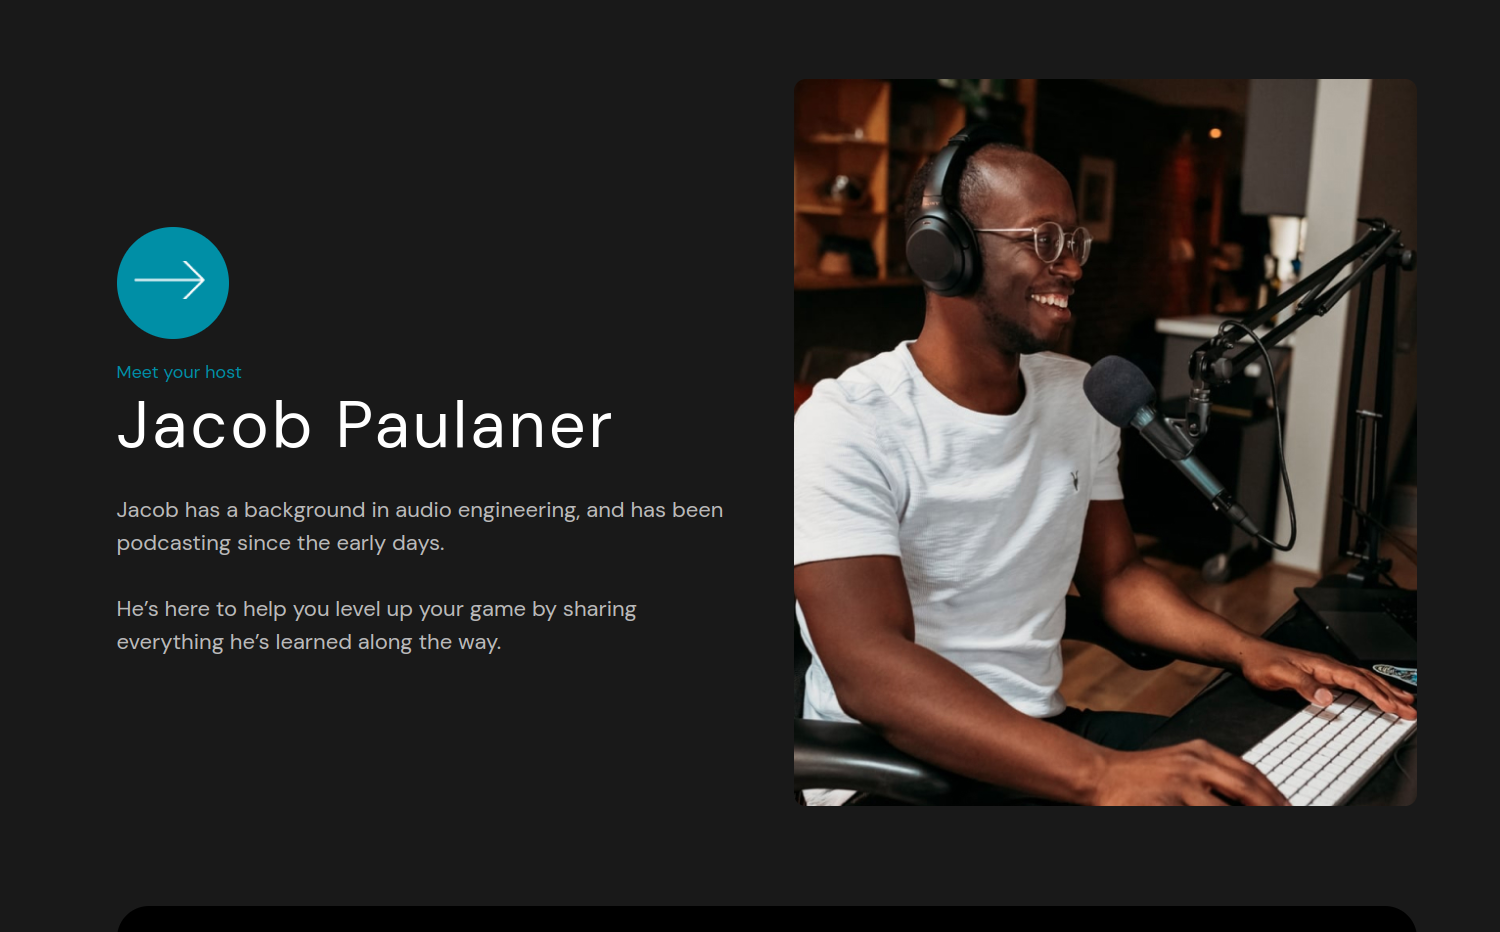 Meet your host
Jacob Paulaner
Jacob has a background in audio engineering, and has been
podcasting since the early days.
He’s here to help you level up your game by sharing
everything he’s learned along the way.